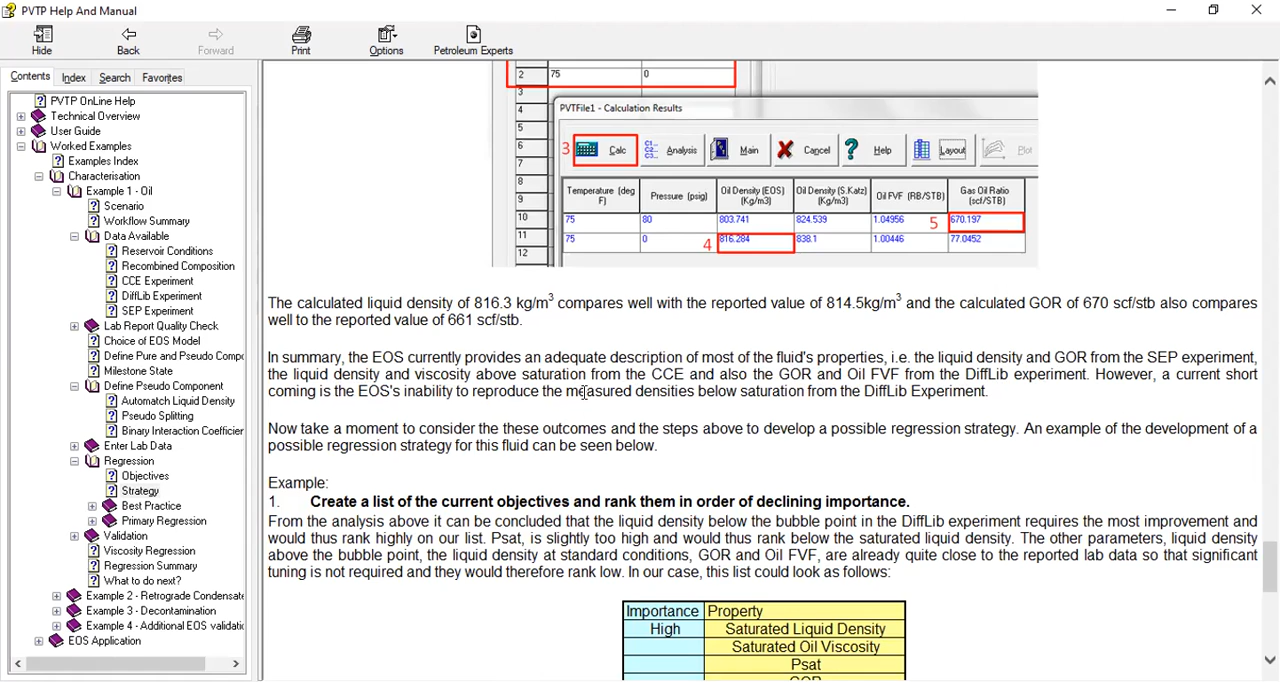 PVTP Help And Manual
Hide Back Forward Print Options Petroleum Experts
Contents Index Search Favorites
PVTP OnLine Help
Technical Overview
User Guide
Worked Examples
Examples Index
Characterisation
Example 1 - Oil
Scenario
Workflow Summary
Data Available
Reservoir Conditions
Recombined Composition
CCE Experiment
DiffLib Experiment
SEP Experiment
Lab Report Quality Check
Choice of EOS Model
Define Pure and Pseudo Compo
Milestone State
Define Pseudo Component
Automatch Liquid Density
Pseudo Splitting
Binary Interaction Coefficien
Enter Lab Data
Regression
Objectives
Strategy
Best Practice
Primary Regression
Validation
Viscosity Regression
Regression Summary
What to do next?
Example 2 - Retrograde Condensate
Example 3 - Decontamination
Example 4 - Additional EOS validatio
EOS Application
2 75 0
3
4
5
6
7
8
9
10
11
12
PVTFile1 - Calculation Results
3 Calc Analysis Main Cancel Help Layout Plot
Temperature (deg F) Pressure (psig) Oil Density (EOS) (Kg/m3) Oil Density (S.Katz) (Kg/m3) Oil FVF (RB/STB) Gas Oil Ratio (scf/STB)
75 80 803.741 824.539 1.04956 5 670.197
75 0 4 816.284 838.1 1.00446 77.0452
The calculated liquid density of 816.3 kg/m3 compares well with the reported value of 814.5kg/m3 and the calculated GOR of 670 scf/stb also compares
well to the reported value of 661 scf/stb.
In summary, the EOS currently provides an adequate description of most of the fluid's properties, i.e. the liquid density and GOR from the SEP experiment,
the liquid density and viscosity above saturation from the CCE and also the GOR and Oil FVF from the DiffLib experiment. However, a current short
coming is the EOS's inability to reproduce the measured densities below saturation from the DiffLib Experiment.
Now take a moment to consider the these outcomes and the steps above to develop a possible regression strategy. An example of the development of a
possible regression strategy for this fluid can be seen below.
Example:
1. Create a list of the current objectives and rank them in order of declining importance.
From the analysis above it can be concluded that the liquid density below the bubble point in the DiffLib experiment requires the most improvement and
would thus rank highly on our list. Psat, is slightly too high and would thus rank below the saturated liquid density. The other parameters, liquid density
above the bubble point, the liquid density at standard conditions, GOR and Oil FVF, are already quite close to the reported lab data so that significant
tuning is not required and they would therefore rank low. In our case, this list could look as follows:
Importance Property
High Saturated Liquid Density
Saturated Oil Viscosity
Psat
GOR